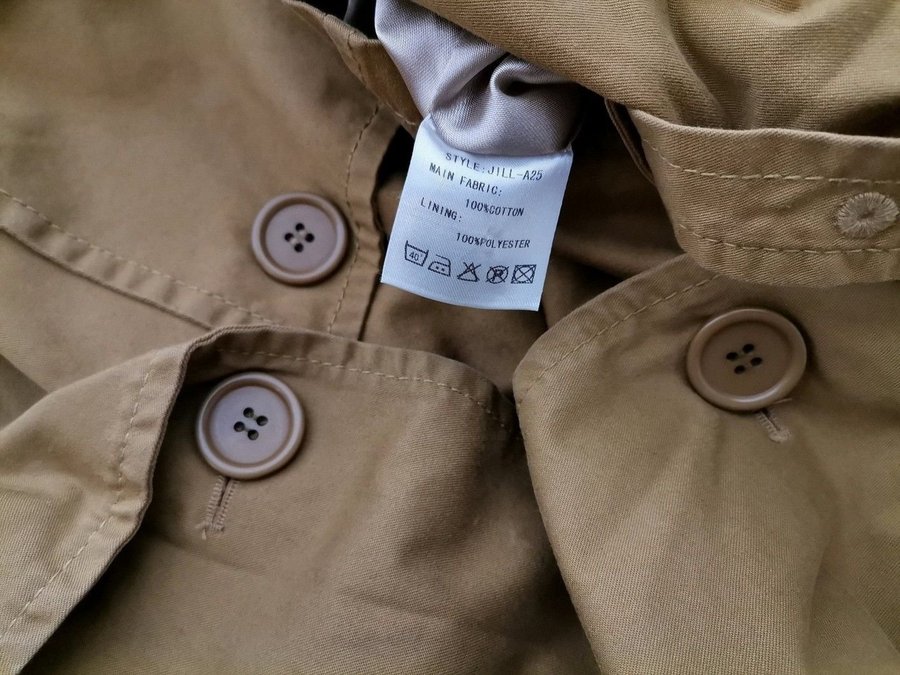 STYLE:JILL-A25
MAIN FABRIC:
100%COTTON
LINING:
100%POLYESTER
40 P